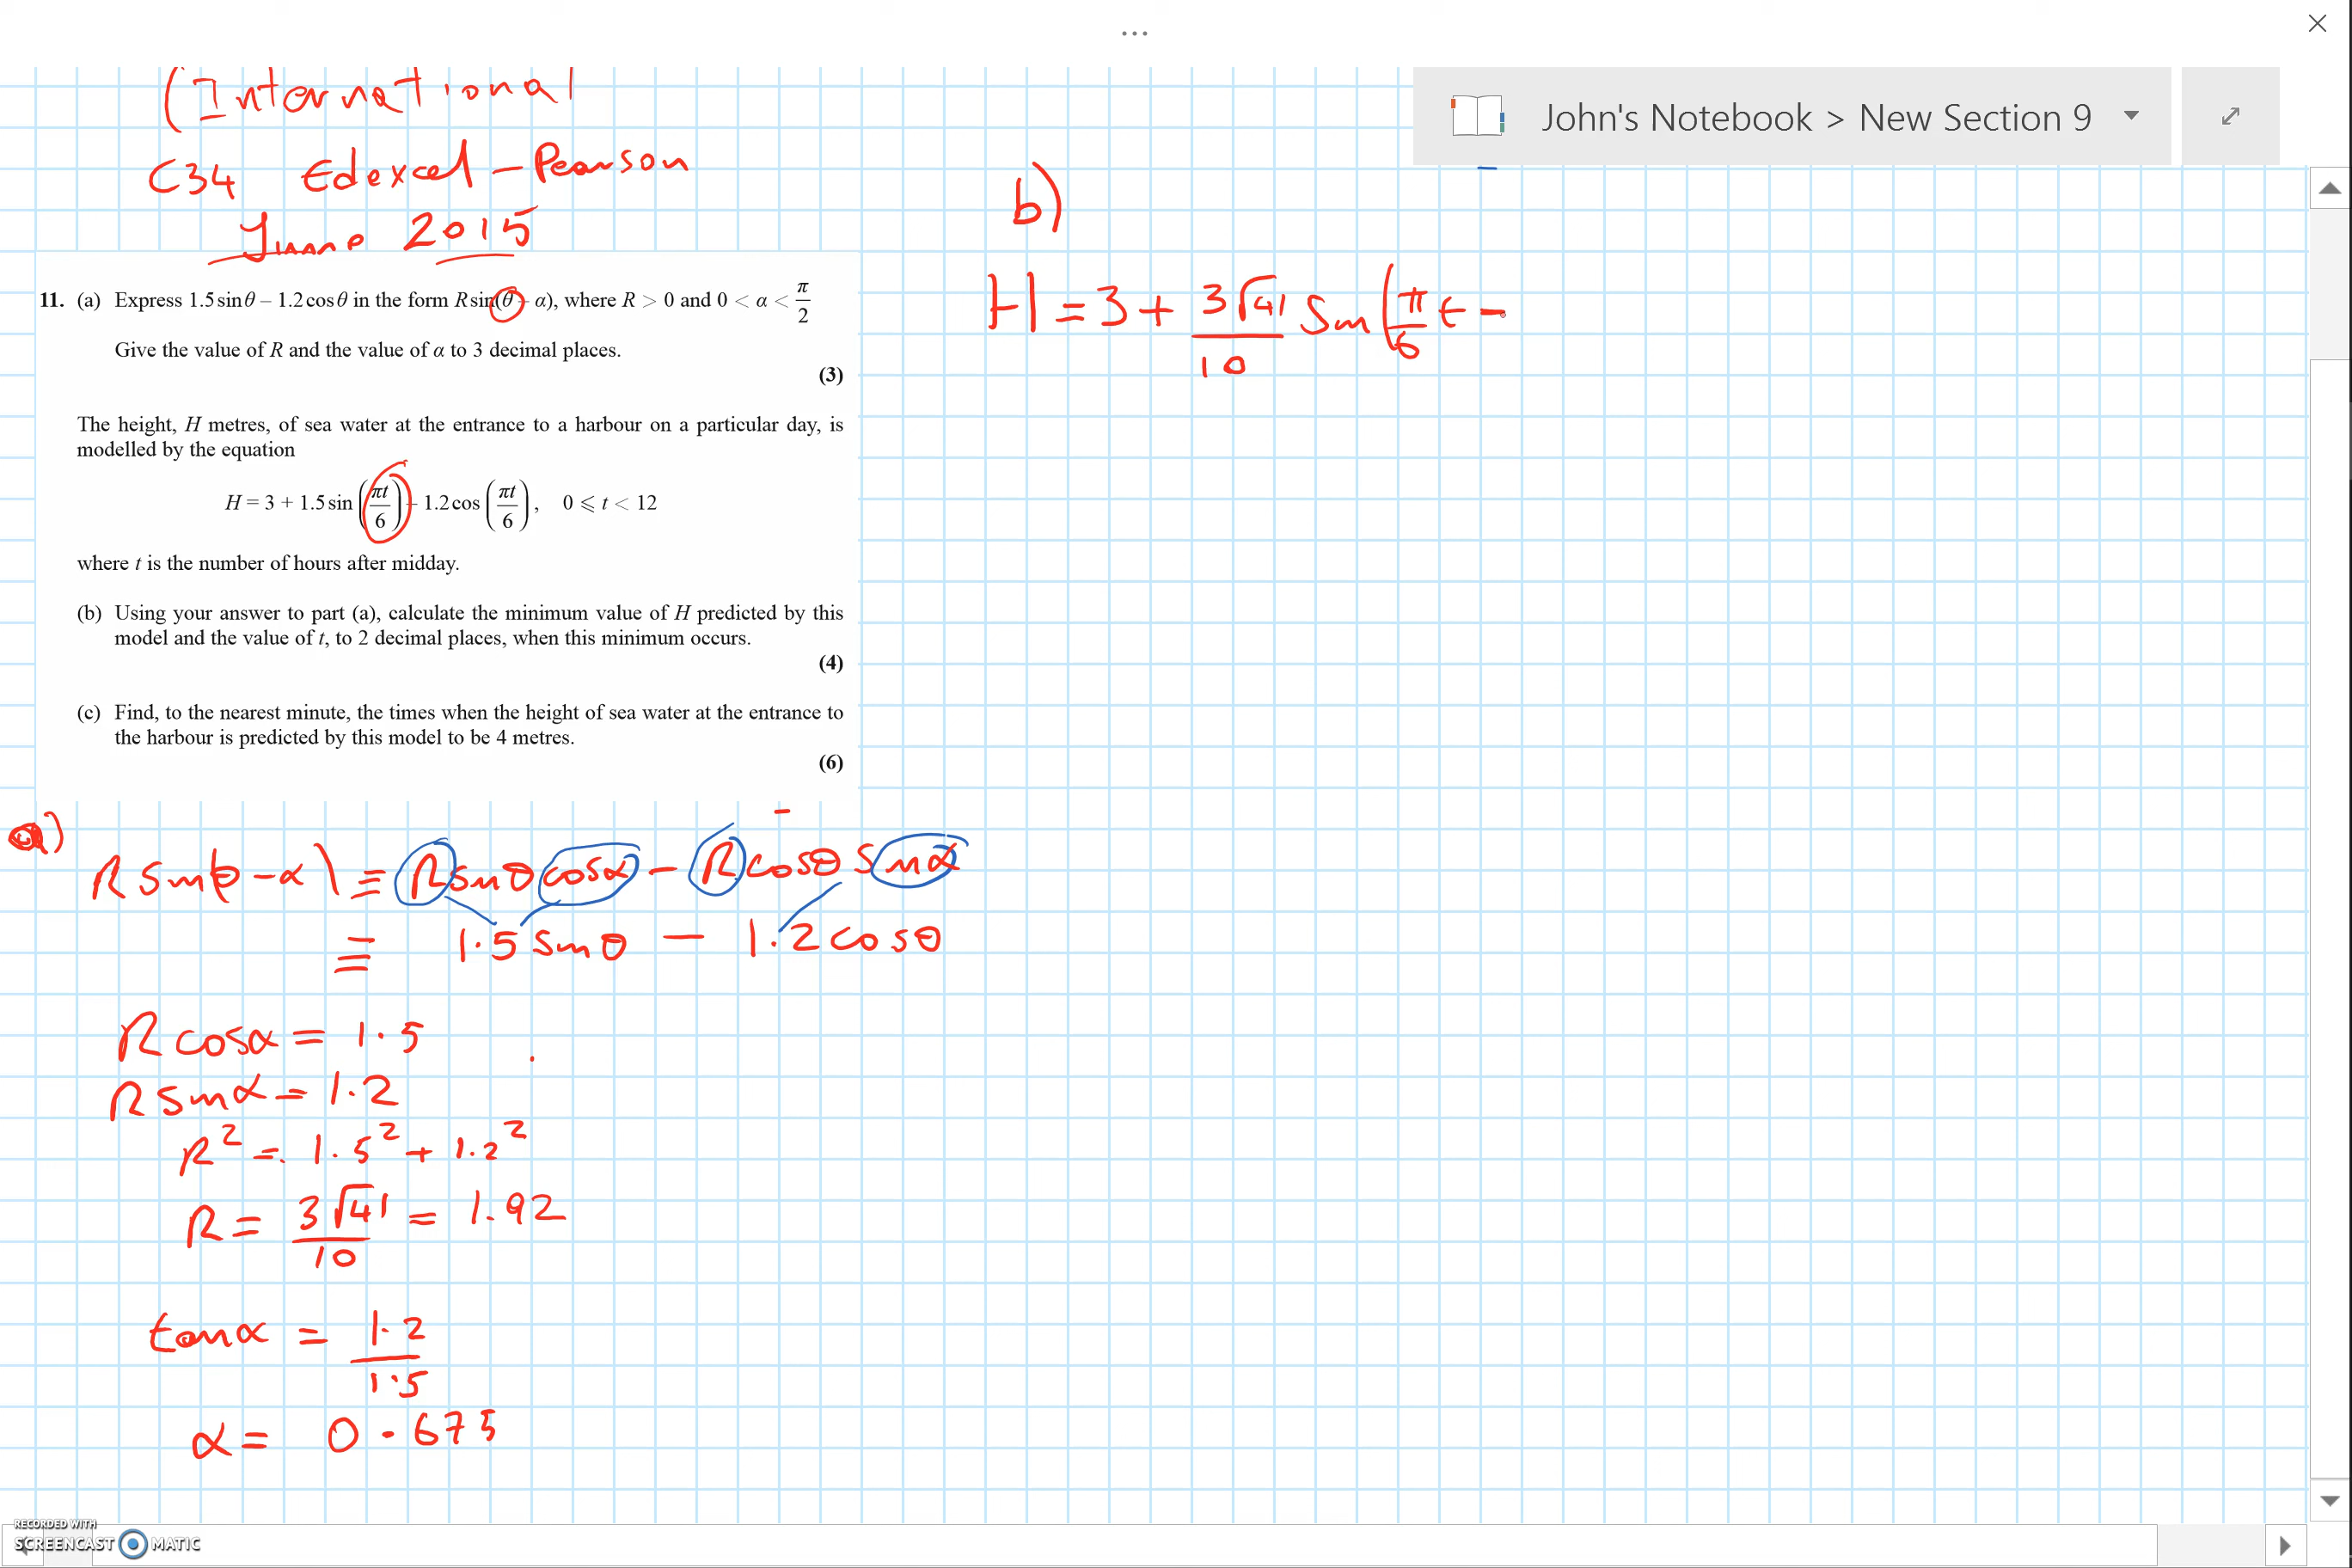 (International
C34 Edexcel - Pearson
June 2015
John's Notebook > New Section 9
11. (a) Express 1.5 sin θ – 1.2 cos θ in the form R sin(θ – α), where R > 0 and 0 < α < π/2
Give the value of R and the value of α to 3 decimal places.
(3)
The height, H metres, of sea water at the entrance to a harbour on a particular day, is
modelled by the equation
H = 3 + 1.5 sin (πt/6) – 1.2 cos (πt/6), 0 ⩽ t < 12
where t is the number of hours after midday.
(b) Using your answer to part (a), calculate the minimum value of H predicted by this
model and the value of t, to 2 decimal places, when this minimum occurs.
(4)
(c) Find, to the nearest minute, the times when the height of sea water at the entrance to
the harbour is predicted by this model to be 4 metres.
(6)
a)
R sin(θ - α) ≡ R sinθ cosα - R cosθ sinα
≡ 1.5 sinθ - 1.2 cosθ
R cosα = 1.5
R sinα = 1.2
R² = 1.5² + 1.2²
R = 3√41/10 = 1.92
tanα = 1.2/1.5
α = 0.675
b)
H = 3 + 3√41/10 sin(π/6 t -
RECORDED WITH
SCREENCAST MATIC